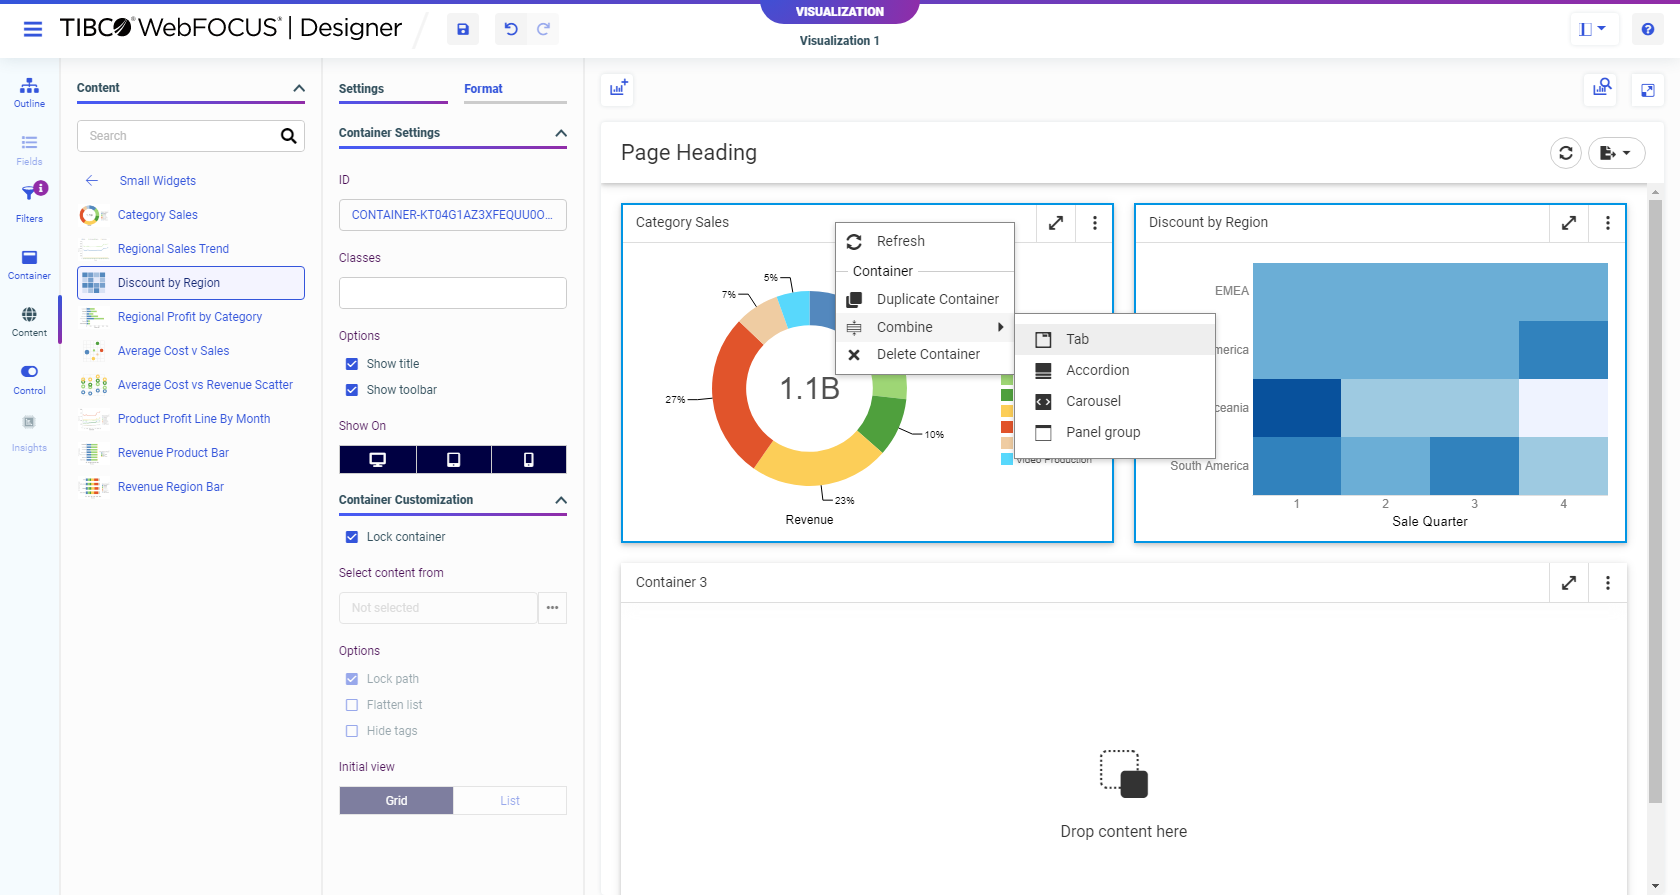 VISUALIZATION
TIBCO® WebFOCUS® | Designer
Visualization 1
Outline
Fields
Filters
Container
Content
Control
Insights
Content
Search
Small Widgets
Category Sales
Regional Sales Trend
Discount by Region
Regional Profit by Category
Average Cost v Sales
Average Cost vs Revenue Scatter
Product Profit Line By Month
Revenue Product Bar
Revenue Region Bar
Settings
Format
Container Settings
ID
CONTAINER-KT04G1AZ3XFEQUU0O...
Classes
Options
Show title
Show toolbar
Show On
Container Customization
Lock container
Select content from
Not selected
Options
Lock path
Flatten list
Hide tags
Initial view
Grid
List
Page Heading
Category Sales
5%
7%
27%
1.1B
10%
23%
Revenue
Video Production
Refresh
Container
Duplicate Container
Combine
Delete Container
Tab
Accordion
Carousel
Panel group
Discount by Region
EMEA
merica
ceania
South America
1 2 3 4
Sale Quarter
Container 3
Drop content here